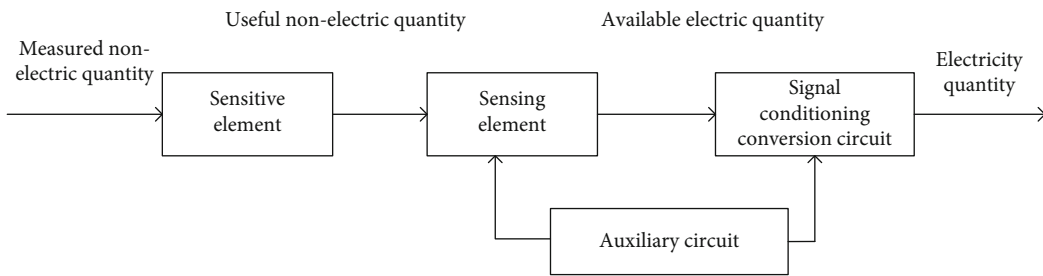 Useful non-electric quantity
Available electric quantity
Measured non-
electric quantity
Electricity
quantity
Sensitive
element
Sensing
element
Signal
conditioning
conversion circuit
Auxiliary circuit